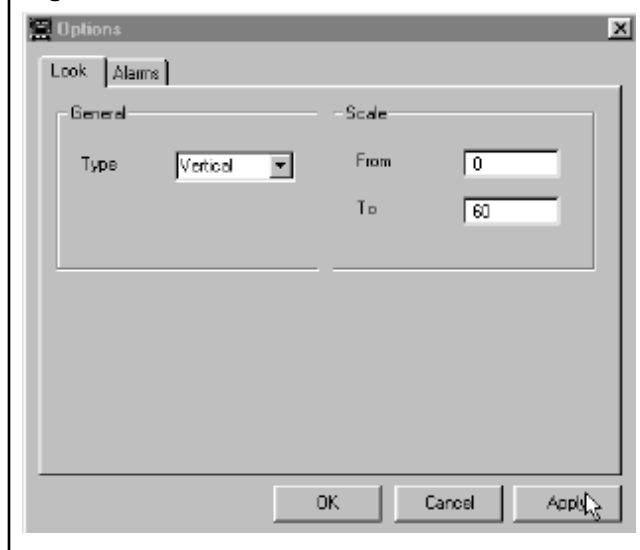 Options
Look Alarms
General Scale
Type Vertical From 0
To 60
OK Cancel Apply